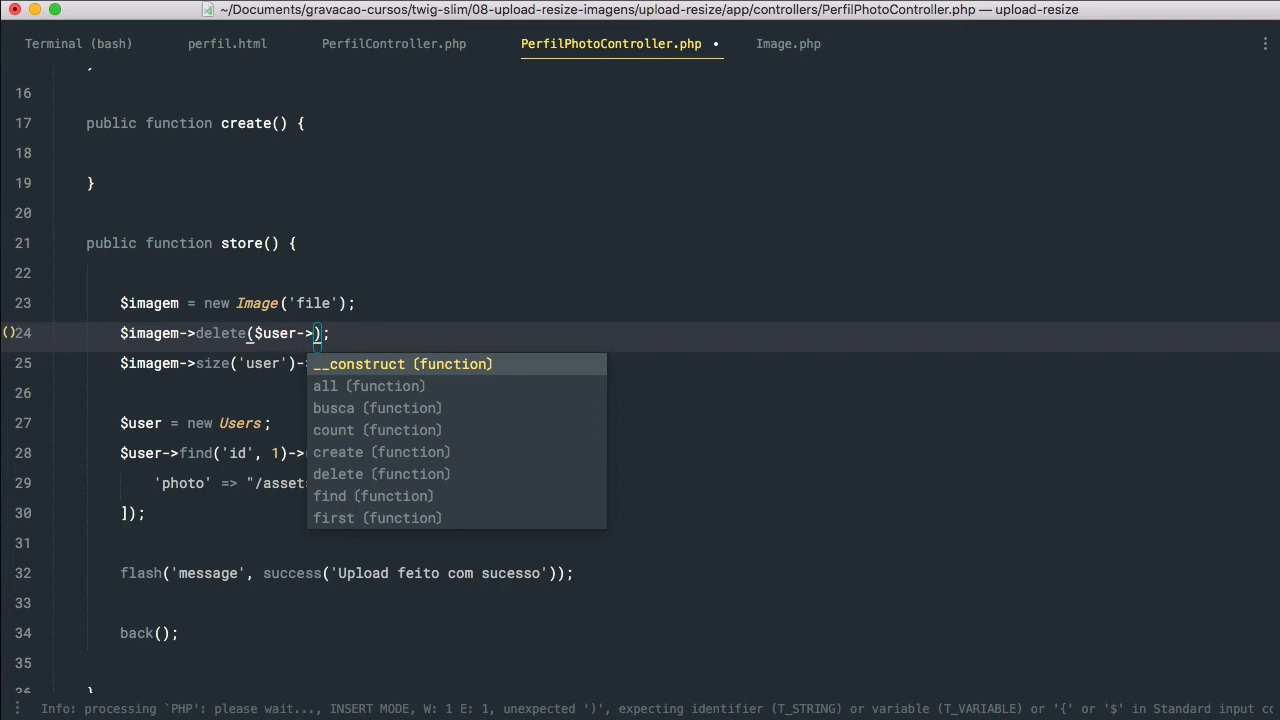 ~/Documents/gravacao-cursos/twig-slim/08-upload-resize-imagens/upload-resize/app/controllers/PerfilPhotoController.php — upload-resize
Terminal (bash) perfil.html PerfilController.php PerfilPhotoController.php • Image.php
16
17 public function create() {
18
19 }
20
21 public function store() {
22
23 $imagem = new Image('file');
()24 $imagem->delete($user->);
25 $imagem->size('user')-
__construct (function)
26 all (function)
busca (function)
27 $user = new Users;
count (function)
28 $user->find('id', 1)->
create (function)
29 'photo' => "/asset
delete (function)
find (function)
30 ]);
first (function)
31
32 flash('message', success('Upload feito com sucesso'));
33
34 back();
35
36 }
Info: processing `PHP': please wait..., INSERT MODE, W: 1 E: 1, unexpected ')', expecting identifier (T_STRING) or variable (T_VARIABLE) or '{' or '$' in Standard input co